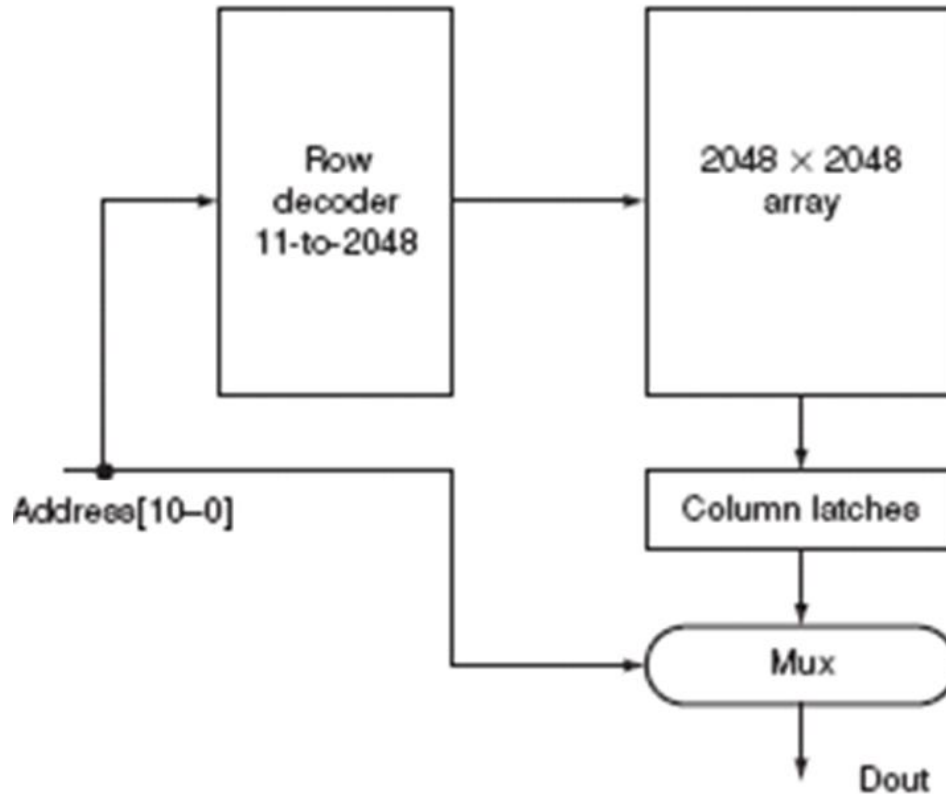 Row
decoder
11-to-2048
2048 × 2048
array
Address[10–0]
Column latches
Mux
Dout